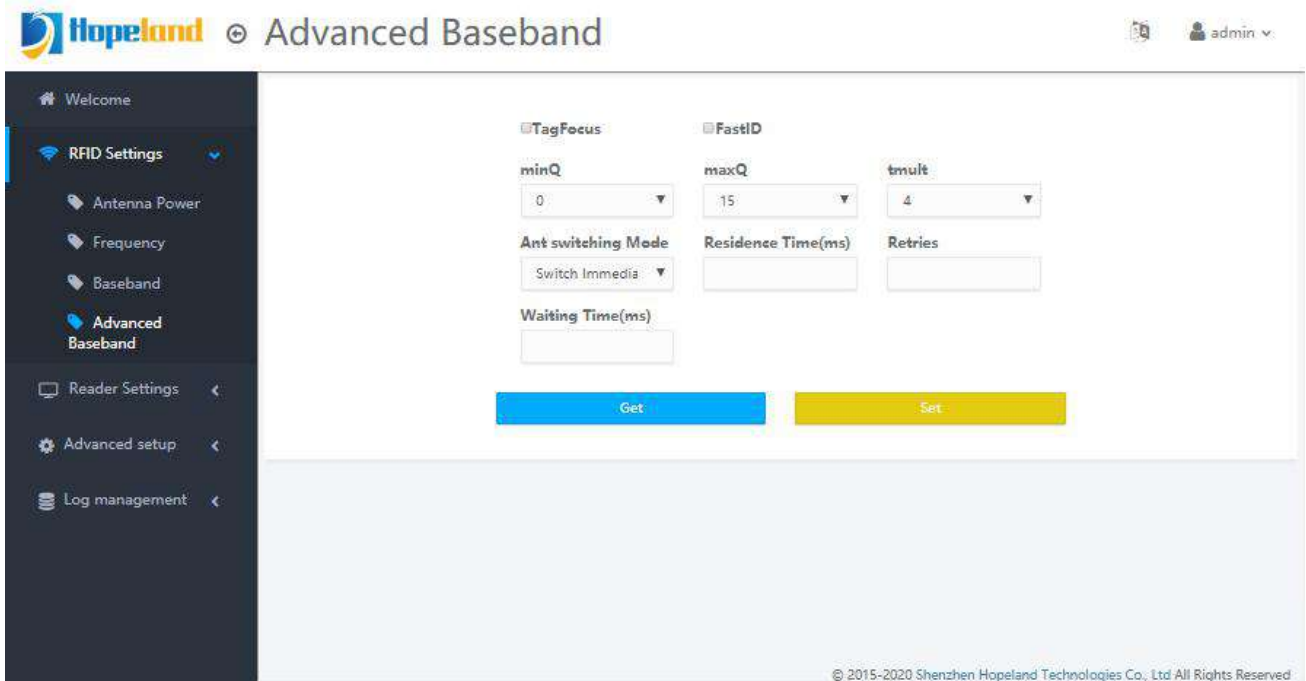 Hopeland Advanced Baseband admin
Welcome
RFID Settings
Antenna Power
Frequency
Baseband
Advanced
Baseband
Reader Settings
Advanced setup
Log management
TagFocus FastID
minQ maxQ tmult
0 15 4
Ant switching Mode Residence Time(ms) Retries
Switch Immedia
Waiting Time(ms)
Get Set
© 2015-2020 Shenzhen Hopeland Technologies Co., Ltd All Rights Reserved